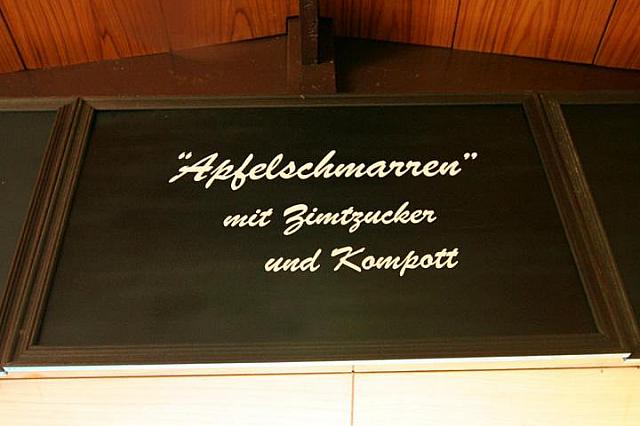 "Apfelschmarren"
mit Zimtzucker
und Kompott